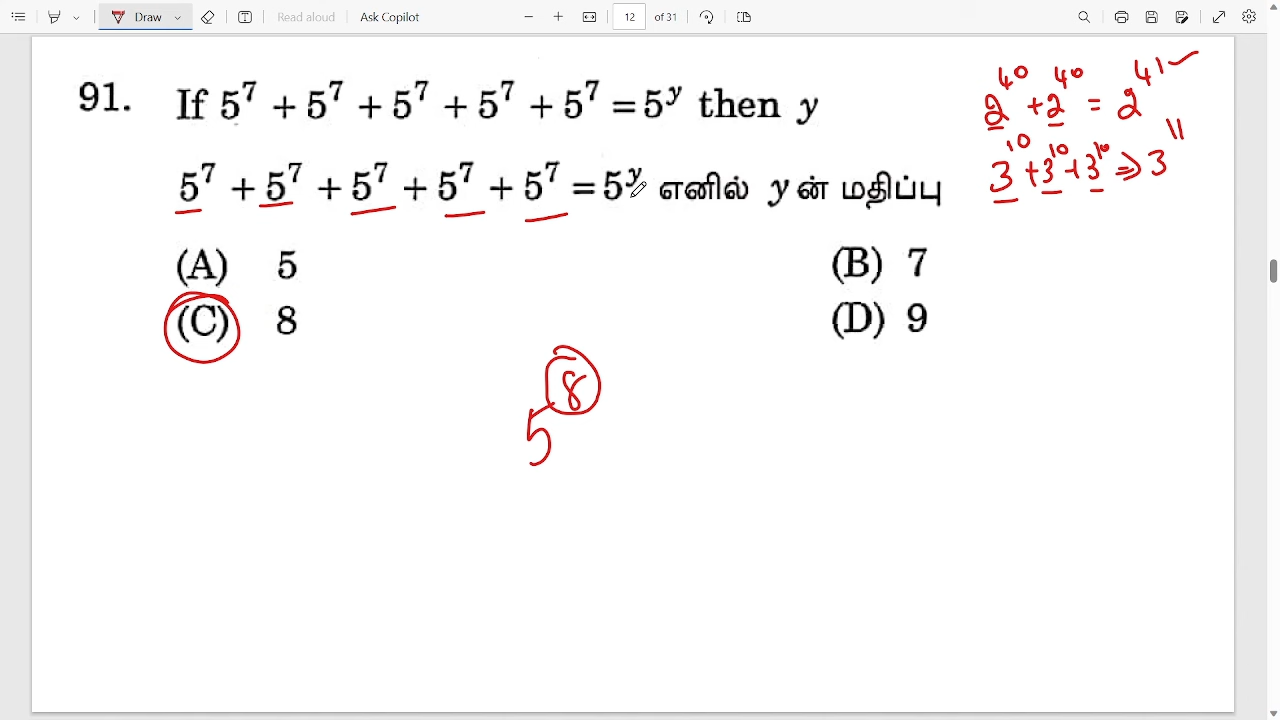 Draw Read aloud Ask Copilot 12 of 31
91. If 5⁷ + 5⁷ + 5⁷ + 5⁷ + 5⁷ = 5ʸ then y
5⁷ + 5⁷ + 5⁷ + 5⁷ + 5⁷ = 5ʸ எனில் y ன் மதிப்பு
(A) 5 (B) 7
(C) 8 (D) 9
2⁴⁰ + 2⁴⁰ = 2⁴¹ ✓
3¹⁰ + 3¹⁰ + 3¹⁰ ⇒ 3¹¹
5⁸